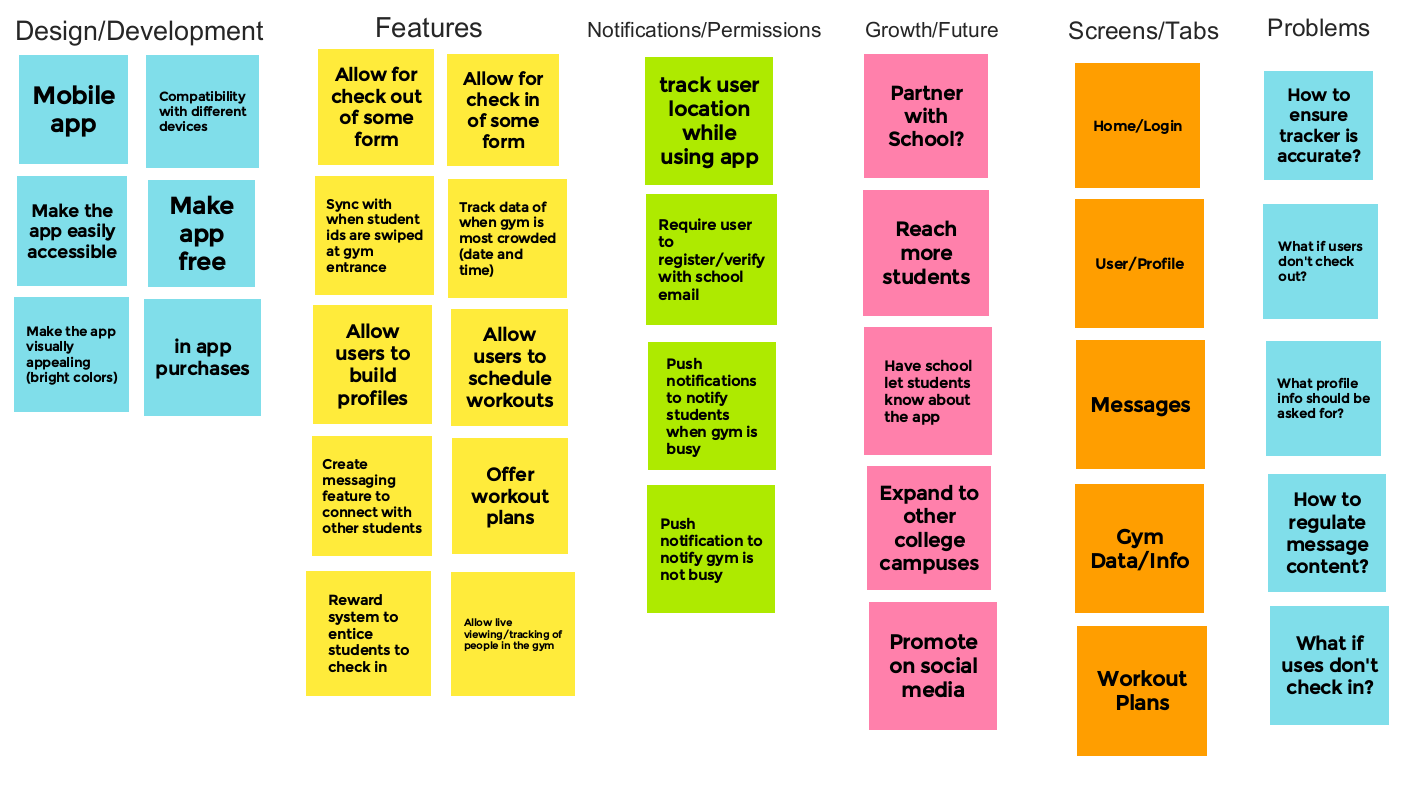 Design/Development
Mobile
app
Compatibility
with different
devices
Make the
app easily
accessible
Make
app
free
Make the app
visually
appealing
(bright colors)
in app
purchases
Features
Allow for
check out
of some
form
Allow for
check in
of some
form
Sync with
when student
ids are swiped
at gym
entrance
Track data of
when gym is
most crowded
(date and
time)
Allow
users to
build
profiles
Allow
users to
schedule
workouts
Create
messaging
feature to
connect with
other students
Offer
workout
plans
Reward
system to
entice
students to
check in
Allow live
viewing/tracking of
people in the gym
Notifications/Permissions
track user
location
while
using app
Require user
to
register/verify
with school
email
Push
notifications
to notify
students
when gym is
busy
Push
notification to
notify gym is
not busy
Growth/Future
Partner
with
School?
Reach
more
students
Have school
let students
know about
the app
Expand to
other
college
campuses
Promote
on social
media
Screens/Tabs
Home/Login
User/Profile
Messages
Gym
Data/Info
Workout
Plans
Problems
How to
ensure
tracker is
accurate?
What if users
don't check
out?
What profile
info should be
asked for?
How to
regulate
message
content?
What if
uses don't
check in?